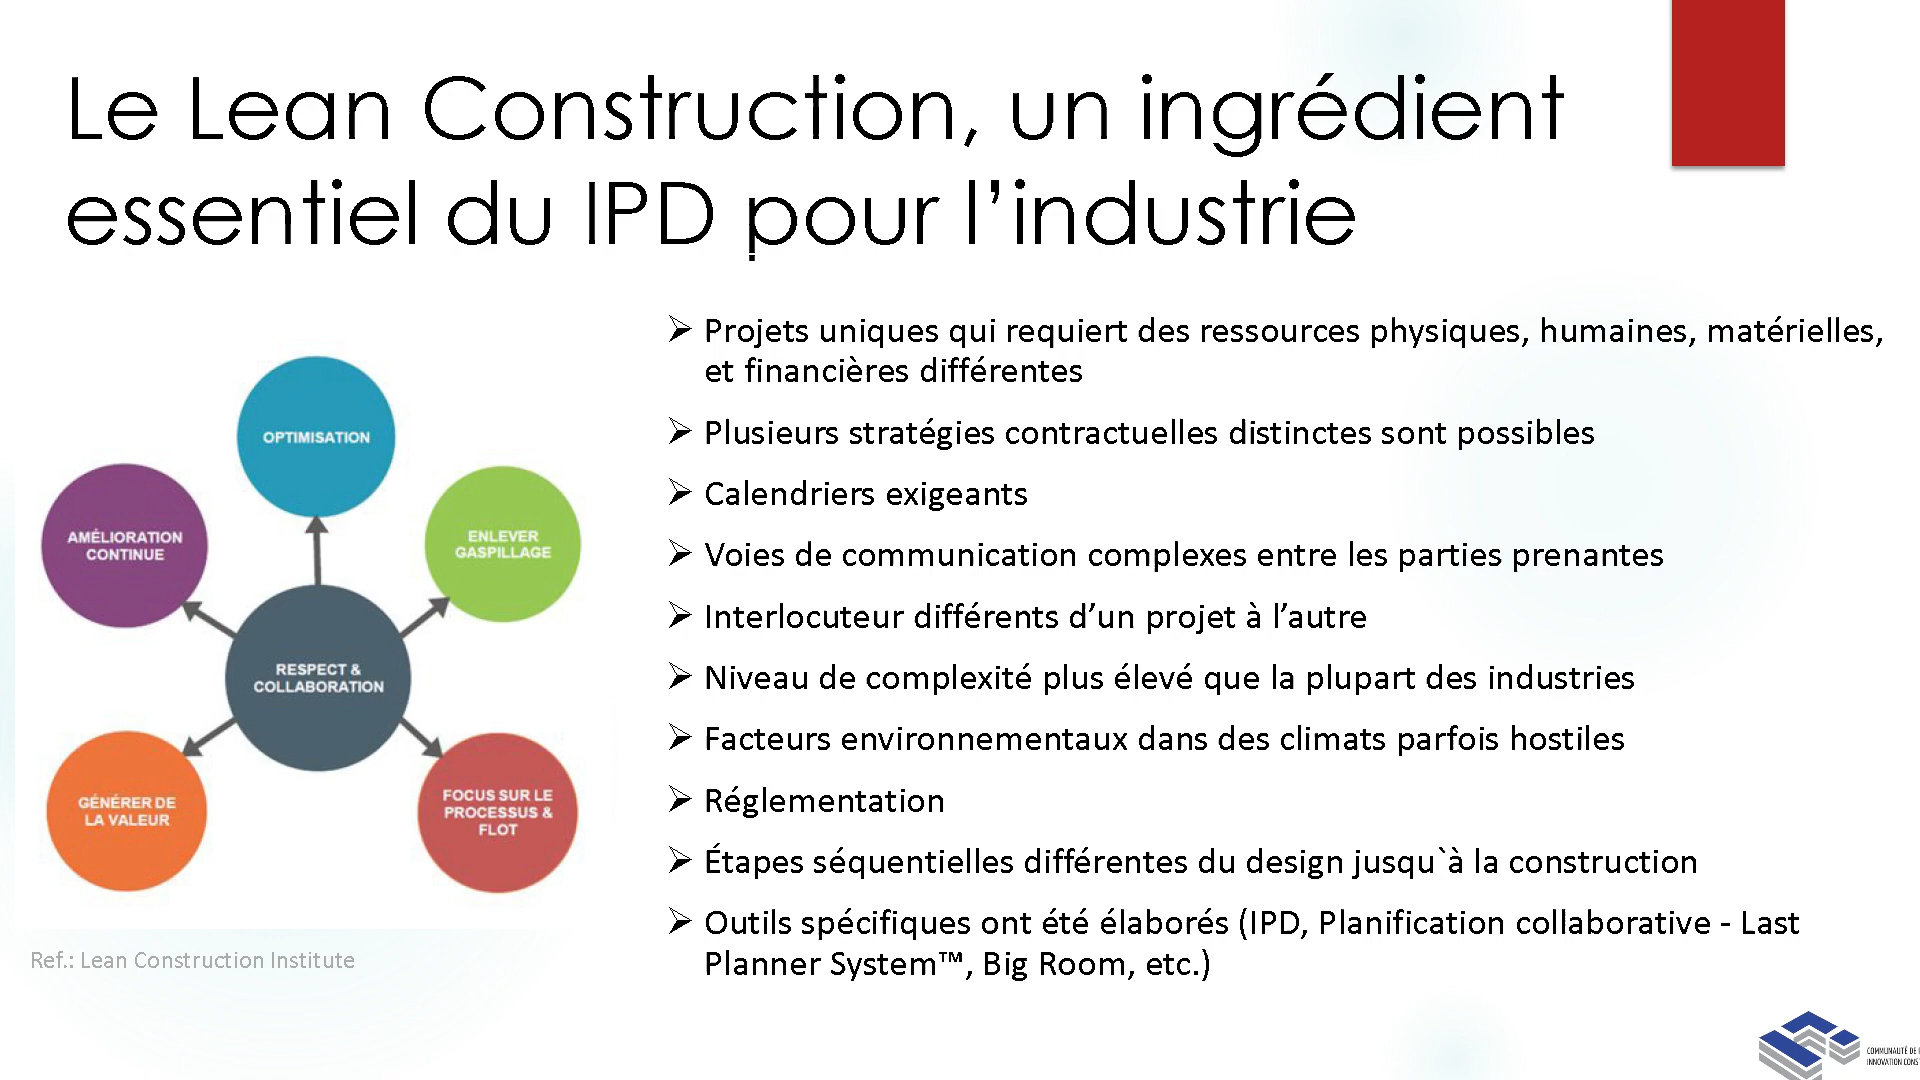 Le Lean Construction, un ingrédient
essentiel du IPD pour l’industrie
OPTIMISATION
AMÉLIORATION
CONTINUE
ENLEVER
GASPILLAGE
RESPECT &
COLLABORATION
GÉNÉRER DE
LA VALEUR
FOCUS SUR LE
PROCESSUS &
FLOT
Ref.: Lean Construction Institute
➢ Projets uniques qui requiert des ressources physiques, humaines, matérielles,
et financières différentes
➢ Plusieurs stratégies contractuelles distinctes sont possibles
➢ Calendriers exigeants
➢ Voies de communication complexes entre les parties prenantes
➢ Interlocuteur différents d’un projet à l’autre
➢ Niveau de complexité plus élevé que la plupart des industries
➢ Facteurs environnementaux dans des climats parfois hostiles
➢ Réglementation
➢ Étapes séquentielles différentes du design jusqu`à la construction
➢ Outils spécifiques ont été élaborés (IPD, Planification collaborative - Last
Planner System™, Big Room, etc.)
COMMUNAUTÉ DE
INNOVATION CONS